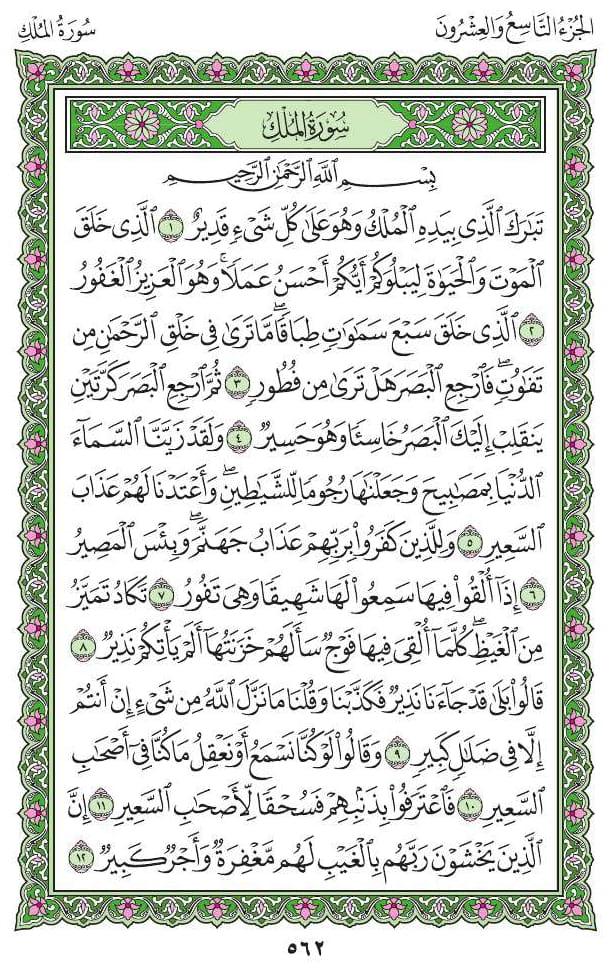 الجُزْءُ التَّاسِعُ وَالعِشْرُونَ سُورَةُ المُلْكِ
سُورَةُ المُلْكِ
بِسْمِ ٱللَّهِ ٱلرَّحْمَٰنِ ٱلرَّحِيمِ
تَبَٰرَكَ ٱلَّذِى بِيَدِهِ ٱلْمُلْكُ وَهُوَ عَلَىٰ كُلِّ شَىْءٍ قَدِيرٌ ١ ٱلَّذِى خَلَقَ
ٱلْمَوْتَ وَٱلْحَيَوٰةَ لِيَبْلُوَكُمْ أَيُّكُمْ أَحْسَنُ عَمَلًا ۚ وَهُوَ ٱلْعَزِيزُ ٱلْغَفُورُ
٢ ٱلَّذِى خَلَقَ سَبْعَ سَمَٰوَٰتٍ طِبَاقًا ۖ مَّا تَرَىٰ فِى خَلْقِ ٱلرَّحْمَٰنِ مِن
تَفَٰوُتٍ ۖ فَٱرْجِعِ ٱلْبَصَرَ هَلْ تَرَىٰ مِن فُطُورٍ ٣ ثُمَّ ٱرْجِعِ ٱلْبَصَرَ كَرَّتَيْنِ
يَنقَلِبْ إِلَيْكَ ٱلْبَصَرُ خَاسِئًا وَهُوَ حَسِيرٌ ٤ وَلَقَدْ زَيَّنَّا ٱلسَّمَآءَ
ٱلدُّنْيَا بِمَصَٰبِيحَ وَجَعَلْنَٰهَا رُجُومًا لِّلشَّيَٰطِينِ ۖ وَأَعْتَدْنَا لَهُمْ عَذَابَ
ٱلسَّعِيرِ ٥ وَلِلَّذِينَ كَفَرُوا۟ بِرَبِّهِمْ عَذَابُ جَهَنَّمَ ۖ وَبِئْسَ ٱلْمَصِيرُ
٦ إِذَآ أُلْقُوا۟ فِيهَا سَمِعُوا۟ لَهَا شَهِيقًا وَهِىَ تَفُورُ ٧ تَكَادُ تَمَيَّزُ
مِنَ ٱلْغَيْظِ ۖ كُلَّمَآ أُلْقِىَ فِيهَا فَوْجٌ سَأَلَهُمْ خَزَنَتُهَآ أَلَمْ يَأْتِكُمْ نَذِيرٌ ٨
قَالُوا۟ بَلَىٰ قَدْ جَآءَنَا نَذِيرٌ فَكَذَّبْنَا وَقُلْنَا مَا نَزَّلَ ٱللَّهُ مِن شَىْءٍ إِنْ أَنتُمْ
إِلَّا فِى ضَلَٰلٍ كَبِيرٍ ٩ وَقَالُوا۟ لَوْ كُنَّا نَسْمَعُ أَوْ نَعْقِلُ مَا كُنَّا فِىٓ أَصْحَٰبِ
ٱلسَّعِيرِ ١٠ فَٱعْتَرَفُوا۟ بِذَنۢبِهِمْ فَسُحْقًا لِّأَصْحَٰبِ ٱلسَّعِيرِ ١١ إِنَّ
ٱلَّذِينَ يَخْشَوْنَ رَبَّهُم بِٱلْغَيْبِ لَهُم مَّغْفِرَةٌ وَأَجْرٌ كَبِيرٌ ١٢
٥٦٢